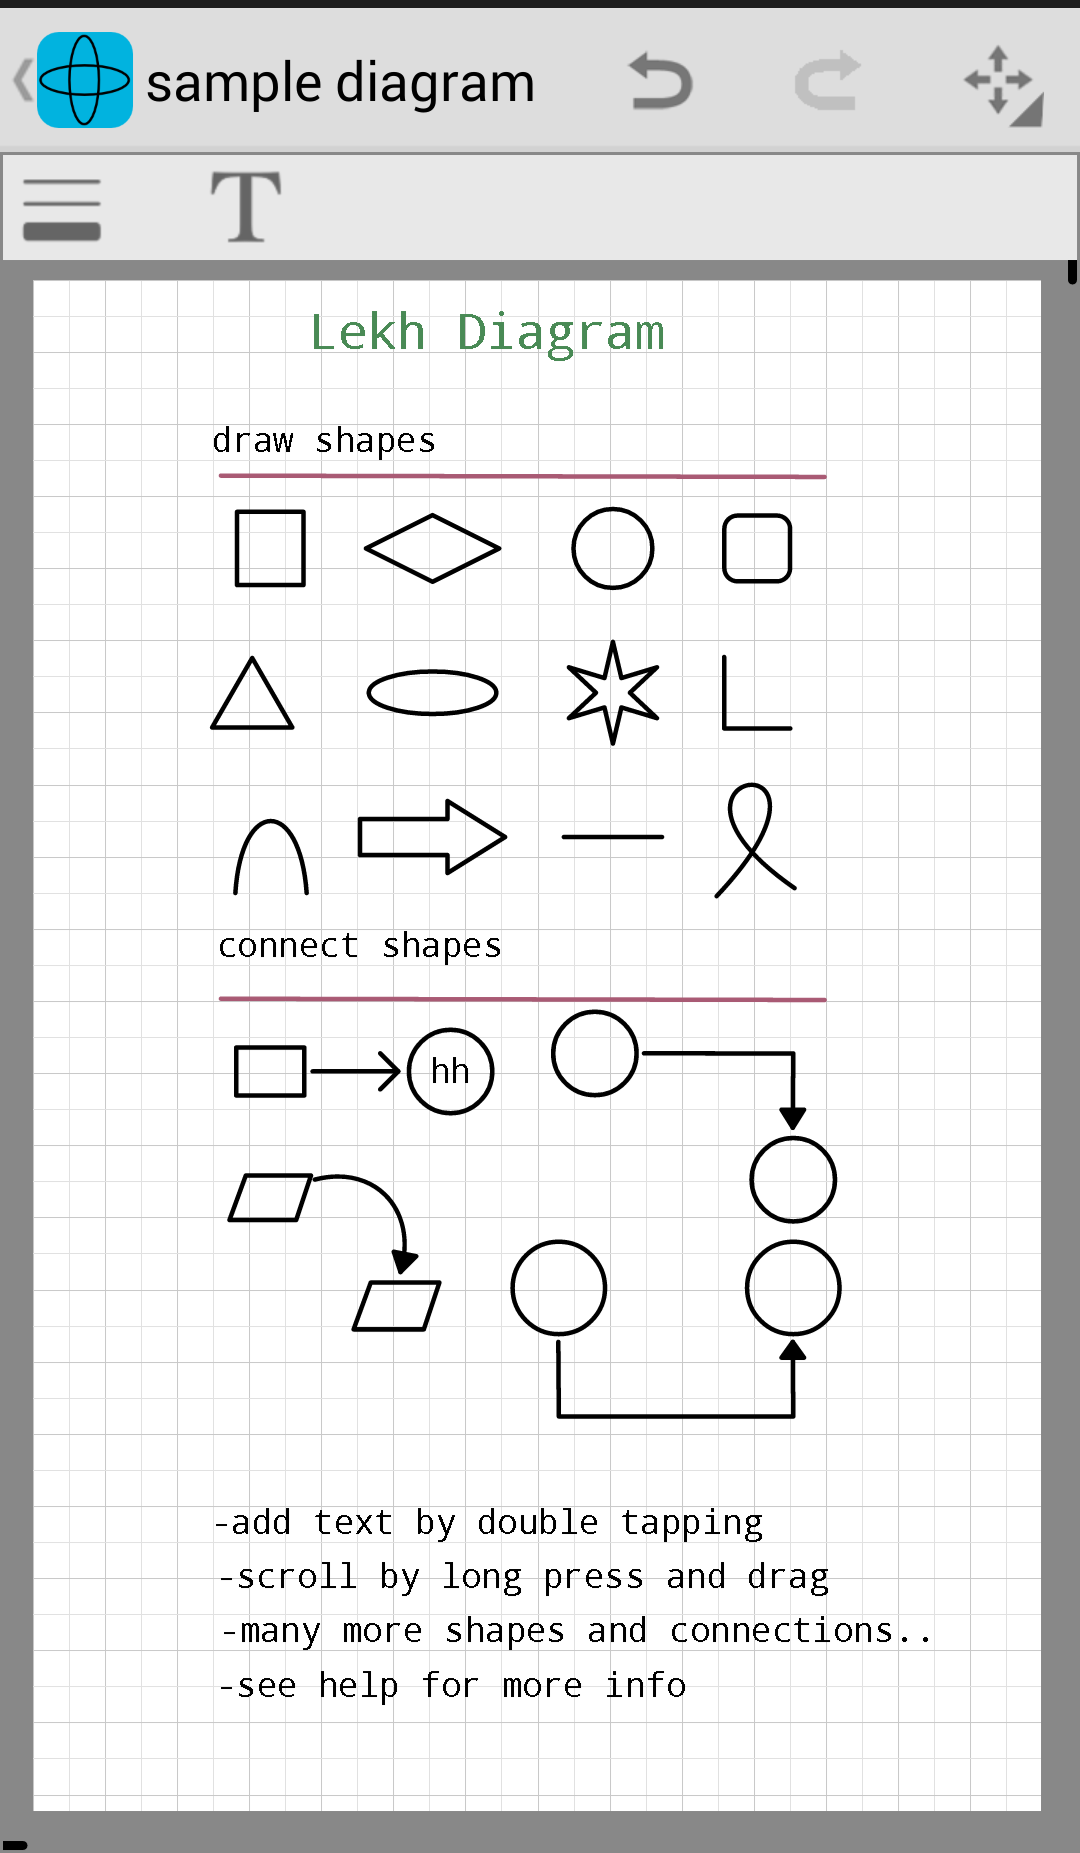 sample diagram
T
Lekh Diagram
draw shapes
connect shapes
hh
-add text by double tapping
-scroll by long press and drag
-many more shapes and connections..
-see help for more info